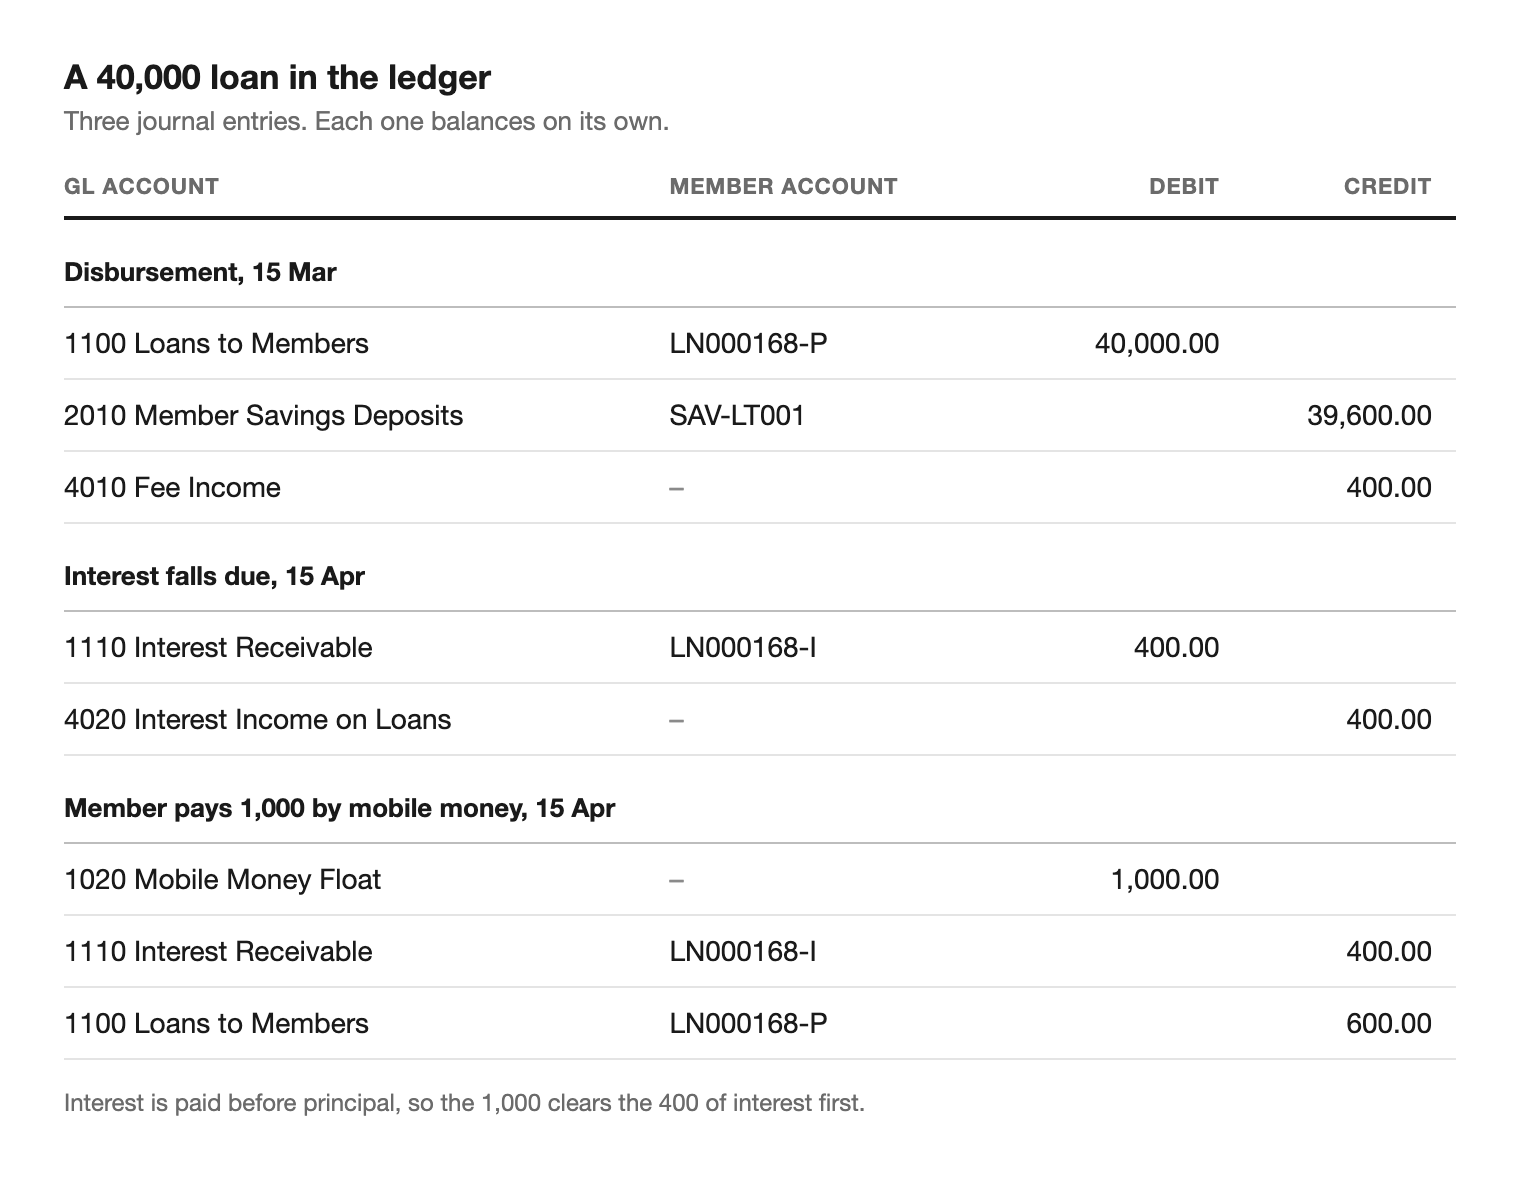 A 40,000 loan in the ledger
Three journal entries. Each one balances on its own.
GL ACCOUNT MEMBER ACCOUNT DEBIT CREDIT
Disbursement, 15 Mar
1100 Loans to Members LN000168-P 40,000.00
2010 Member Savings Deposits SAV-LT001 39,600.00
4010 Fee Income – 400.00
Interest falls due, 15 Apr
1110 Interest Receivable LN000168-I 400.00
4020 Interest Income on Loans – 400.00
Member pays 1,000 by mobile money, 15 Apr
1020 Mobile Money Float – 1,000.00
1110 Interest Receivable LN000168-I 400.00
1100 Loans to Members LN000168-P 600.00
Interest is paid before principal, so the 1,000 clears the 400 of interest first.